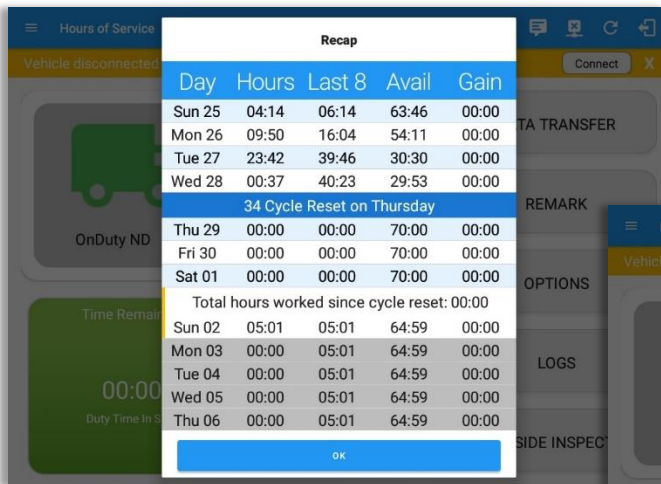 Hours of Service
Vehicle disconnected
Connect X
Recap
Day Hours Last 8 Avail Gain
Sun 25 04:14 06:14 63:46 00:00
Mon 26 09:50 16:04 54:11 00:00
Tue 27 23:42 39:46 30:30 00:00
Wed 28 00:37 40:23 29:53 00:00
34 Cycle Reset on Thursday
Thu 29 00:00 00:00 70:00 00:00
Fri 30 00:00 00:00 70:00 00:00
Sat 01 00:00 00:00 70:00 00:00
Total hours worked since cycle reset: 00:00
Sun 02 05:01 05:01 64:59 00:00
Mon 03 00:00 05:01 64:59 00:00
Tue 04 00:00 05:01 64:59 00:00
Wed 05 00:00 05:01 64:59 00:00
Thu 06 00:00 05:01 64:59 00:00
OK
OnDuty ND
Time Remai
00:00
Duty Time In S
TA TRANSFER
REMARK
OPTIONS
LOGS
SIDE INSPEC
Vehic